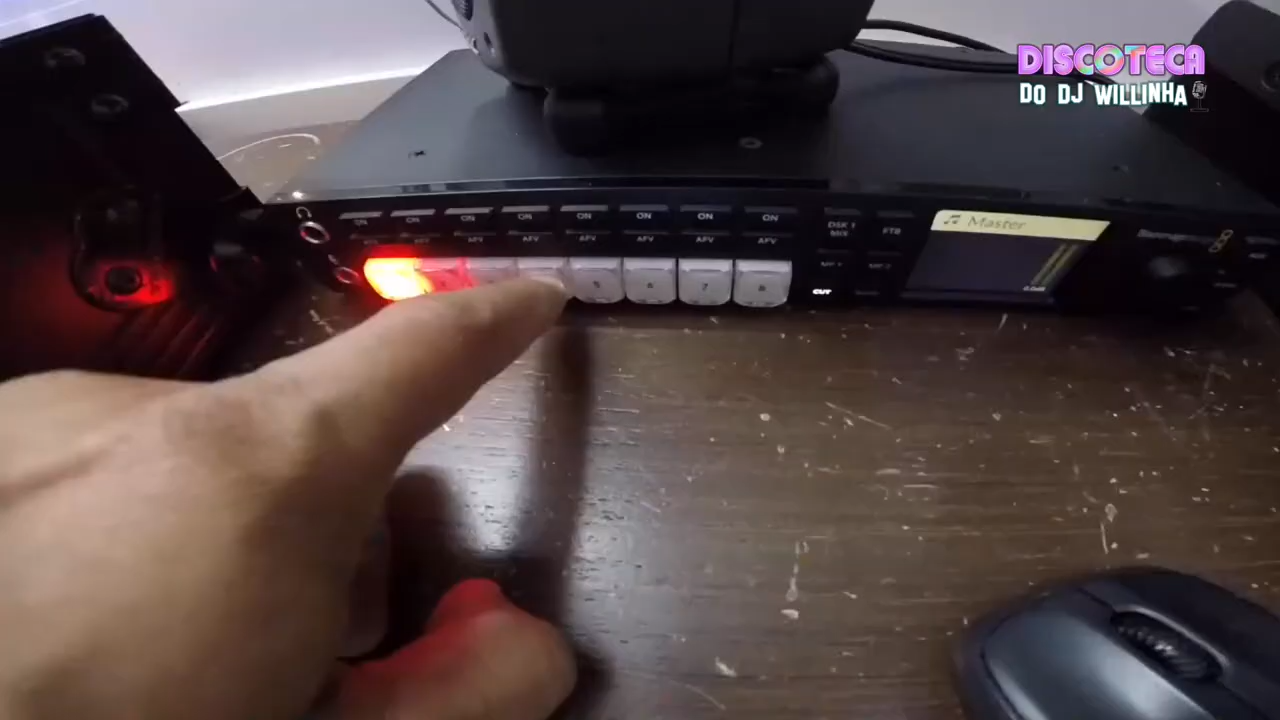 DISCOTECA
DO DJ WILLINHA
ON ON ON ON ON ON ON ON
AFV AFV AFV AFV AFV AFV
DSK 1
MIX
FTB
Master
5 6 7 8
CUT